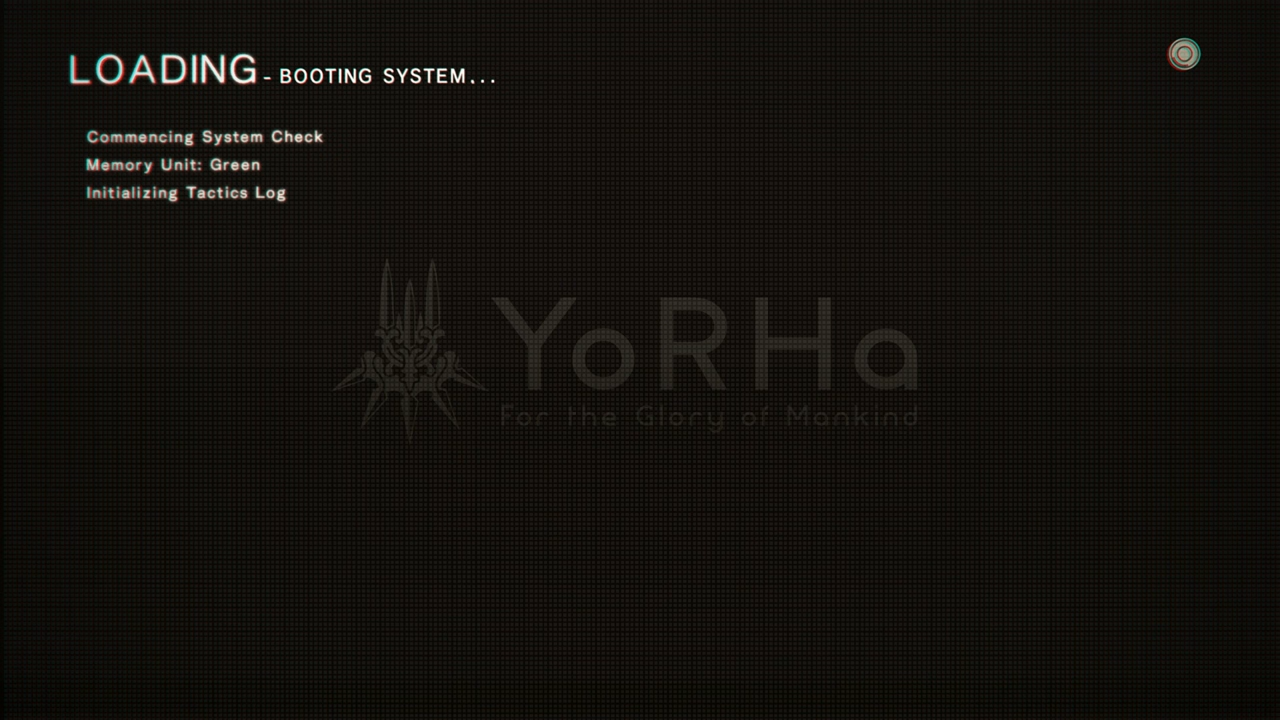 LOADING - BOOTING SYSTEM...
Commencing System Check
Memory Unit: Green
Initializing Tactics Log
YoRHa
For the Glory of Mankind